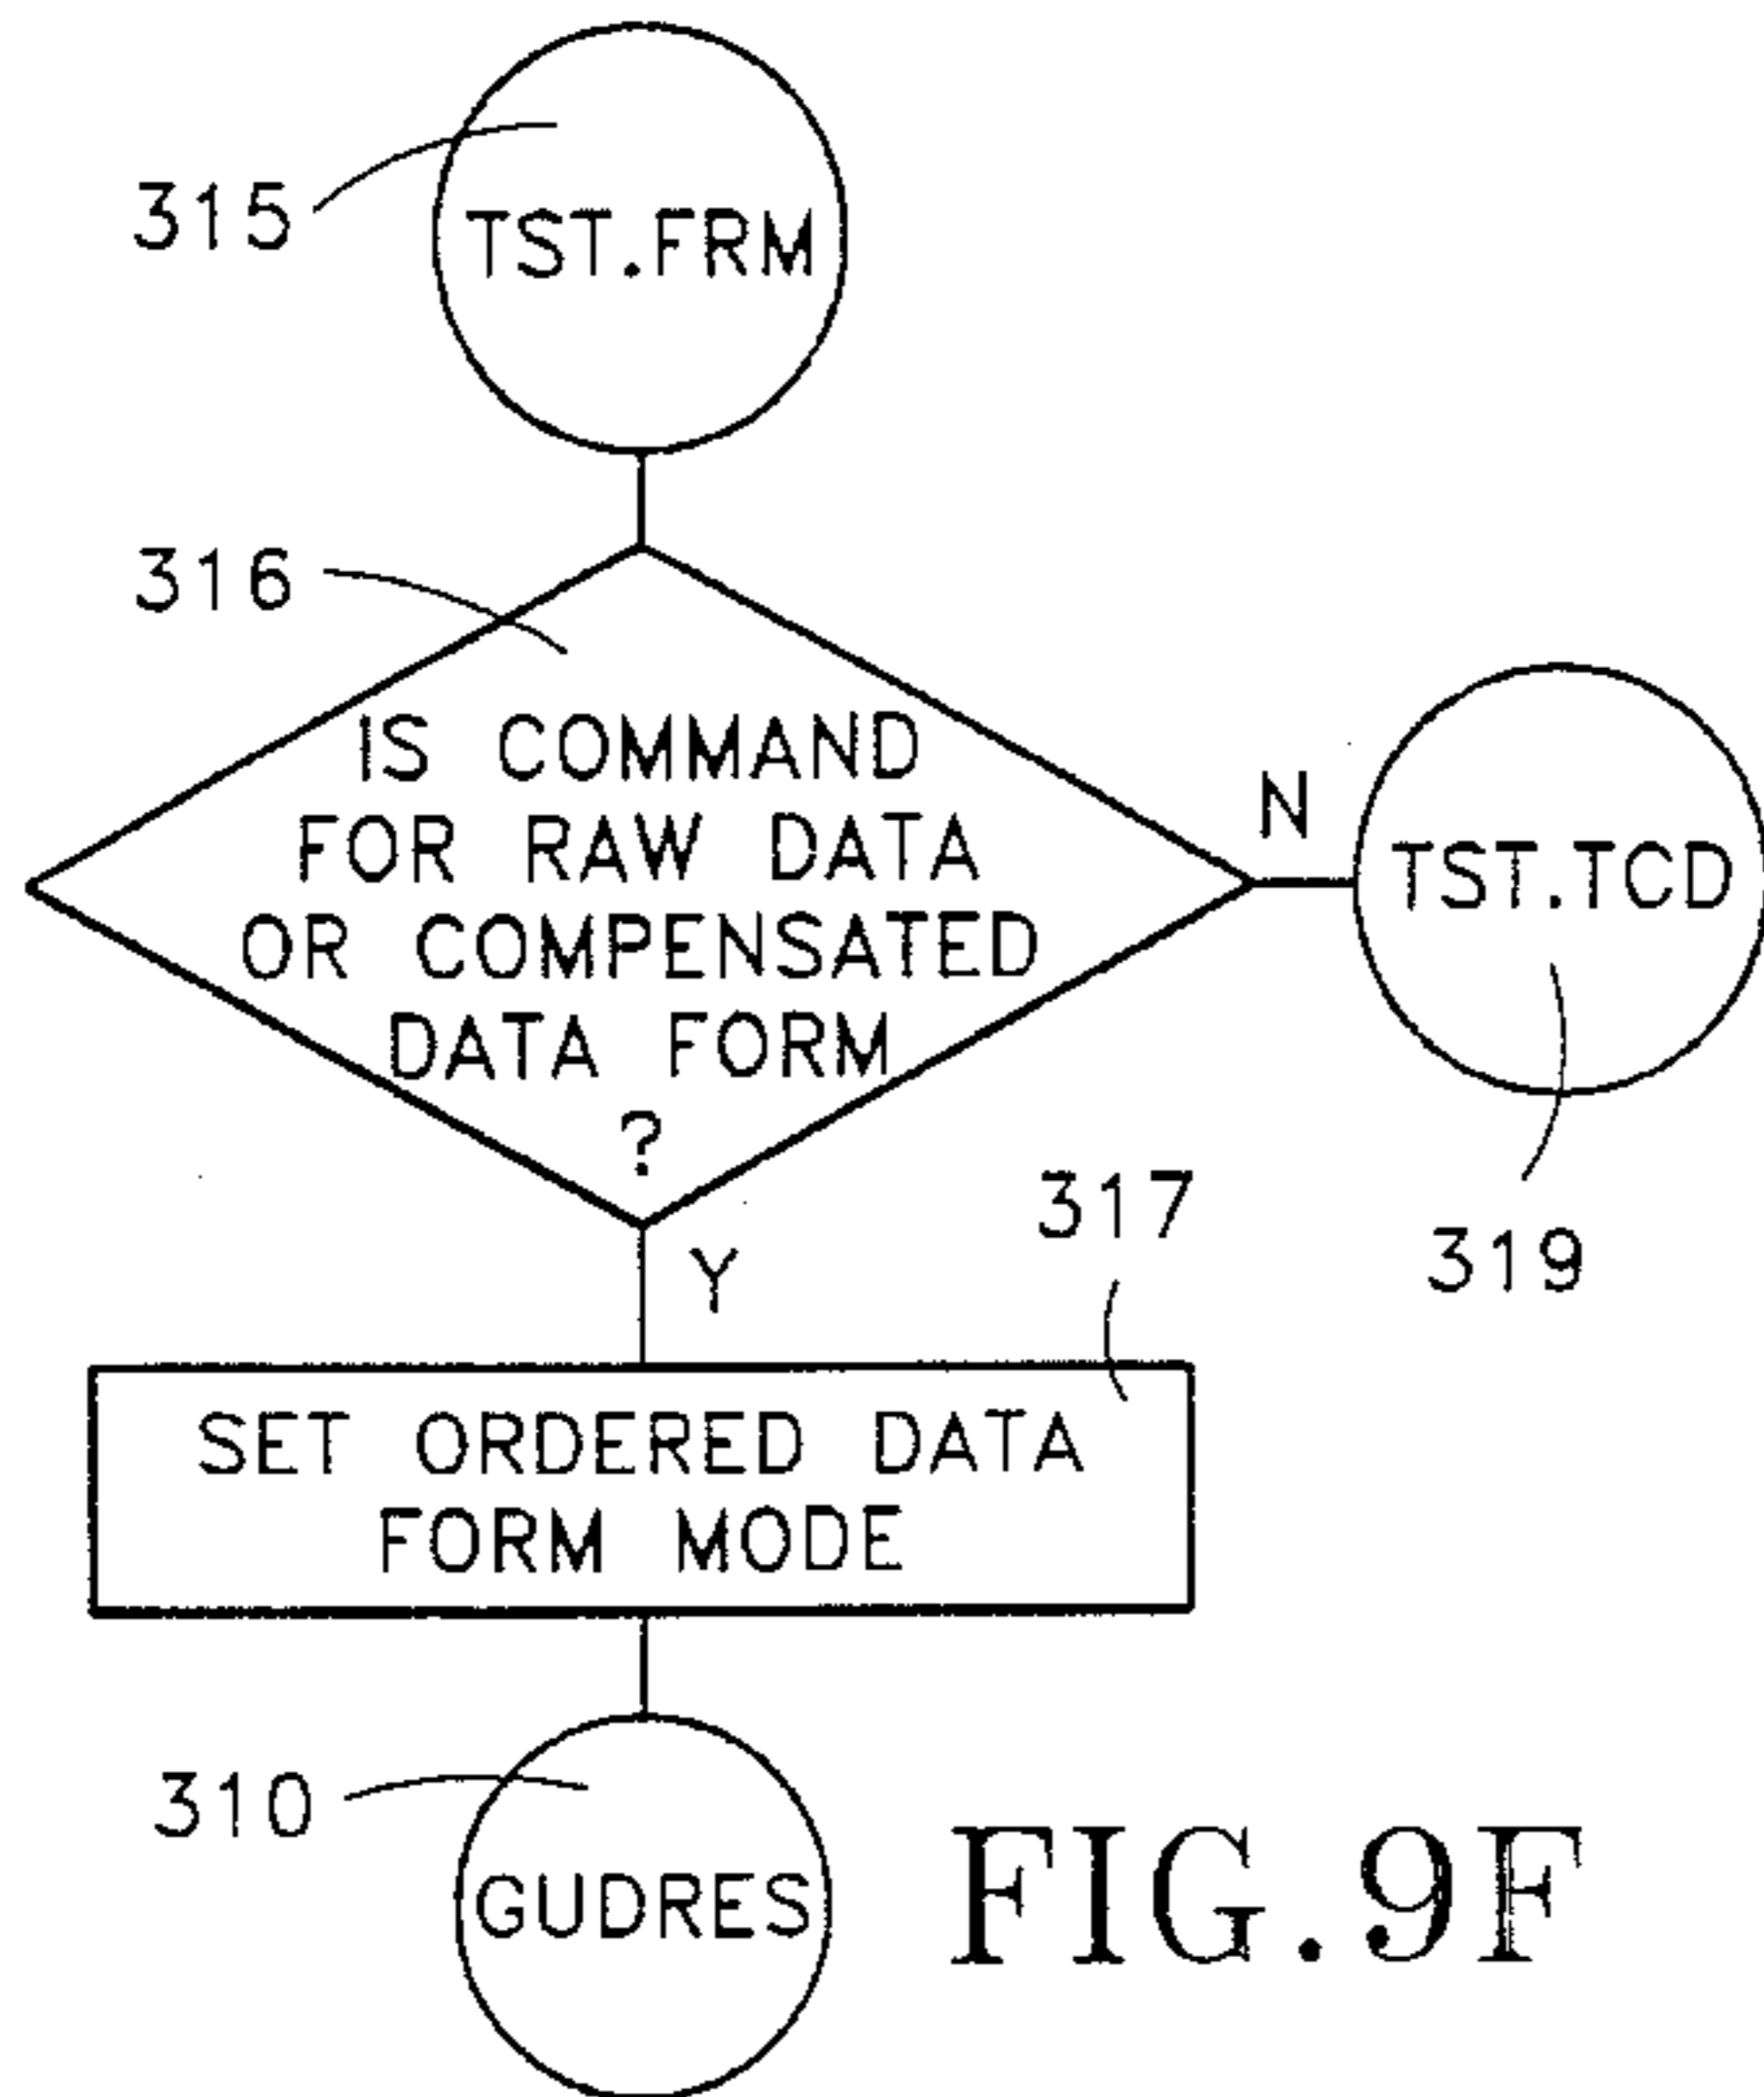 315
TST.FRM
316
IS COMMAND
FOR RAW DATA
OR COMPENSATED
DATA FORM
?
N
TST.TCD
319
Y
317
SET ORDERED DATA
FORM MODE
310
GUDRES
FIG.9F